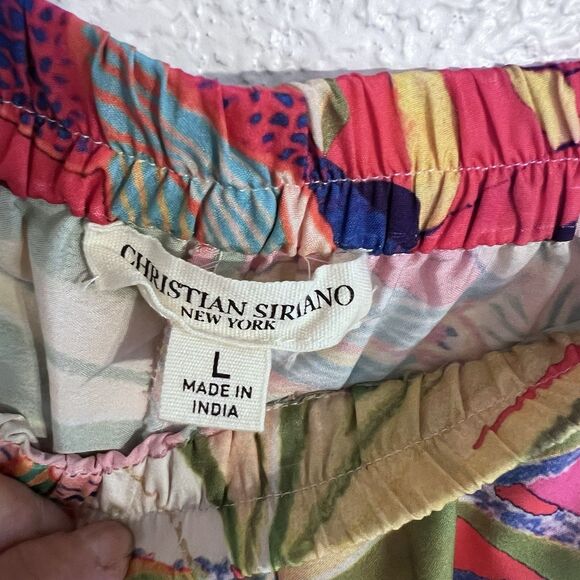 CHRISTIAN SIRIANO
NEW YORK
L
MADE IN
INDIA